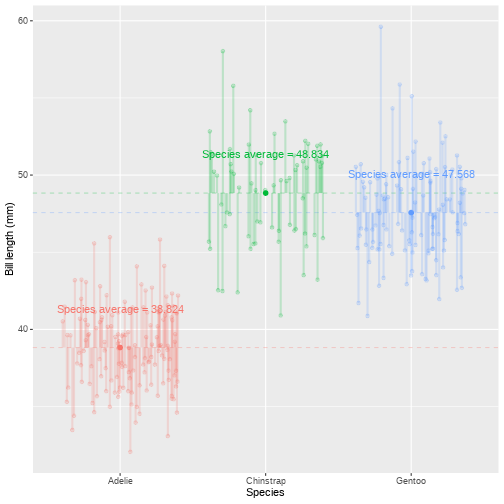 60
Species average = 48.834
Species average = 47.568
50
Species average = 38.824
40
Bill length (mm)
Adelie
Chinstrap
Gentoo
Species